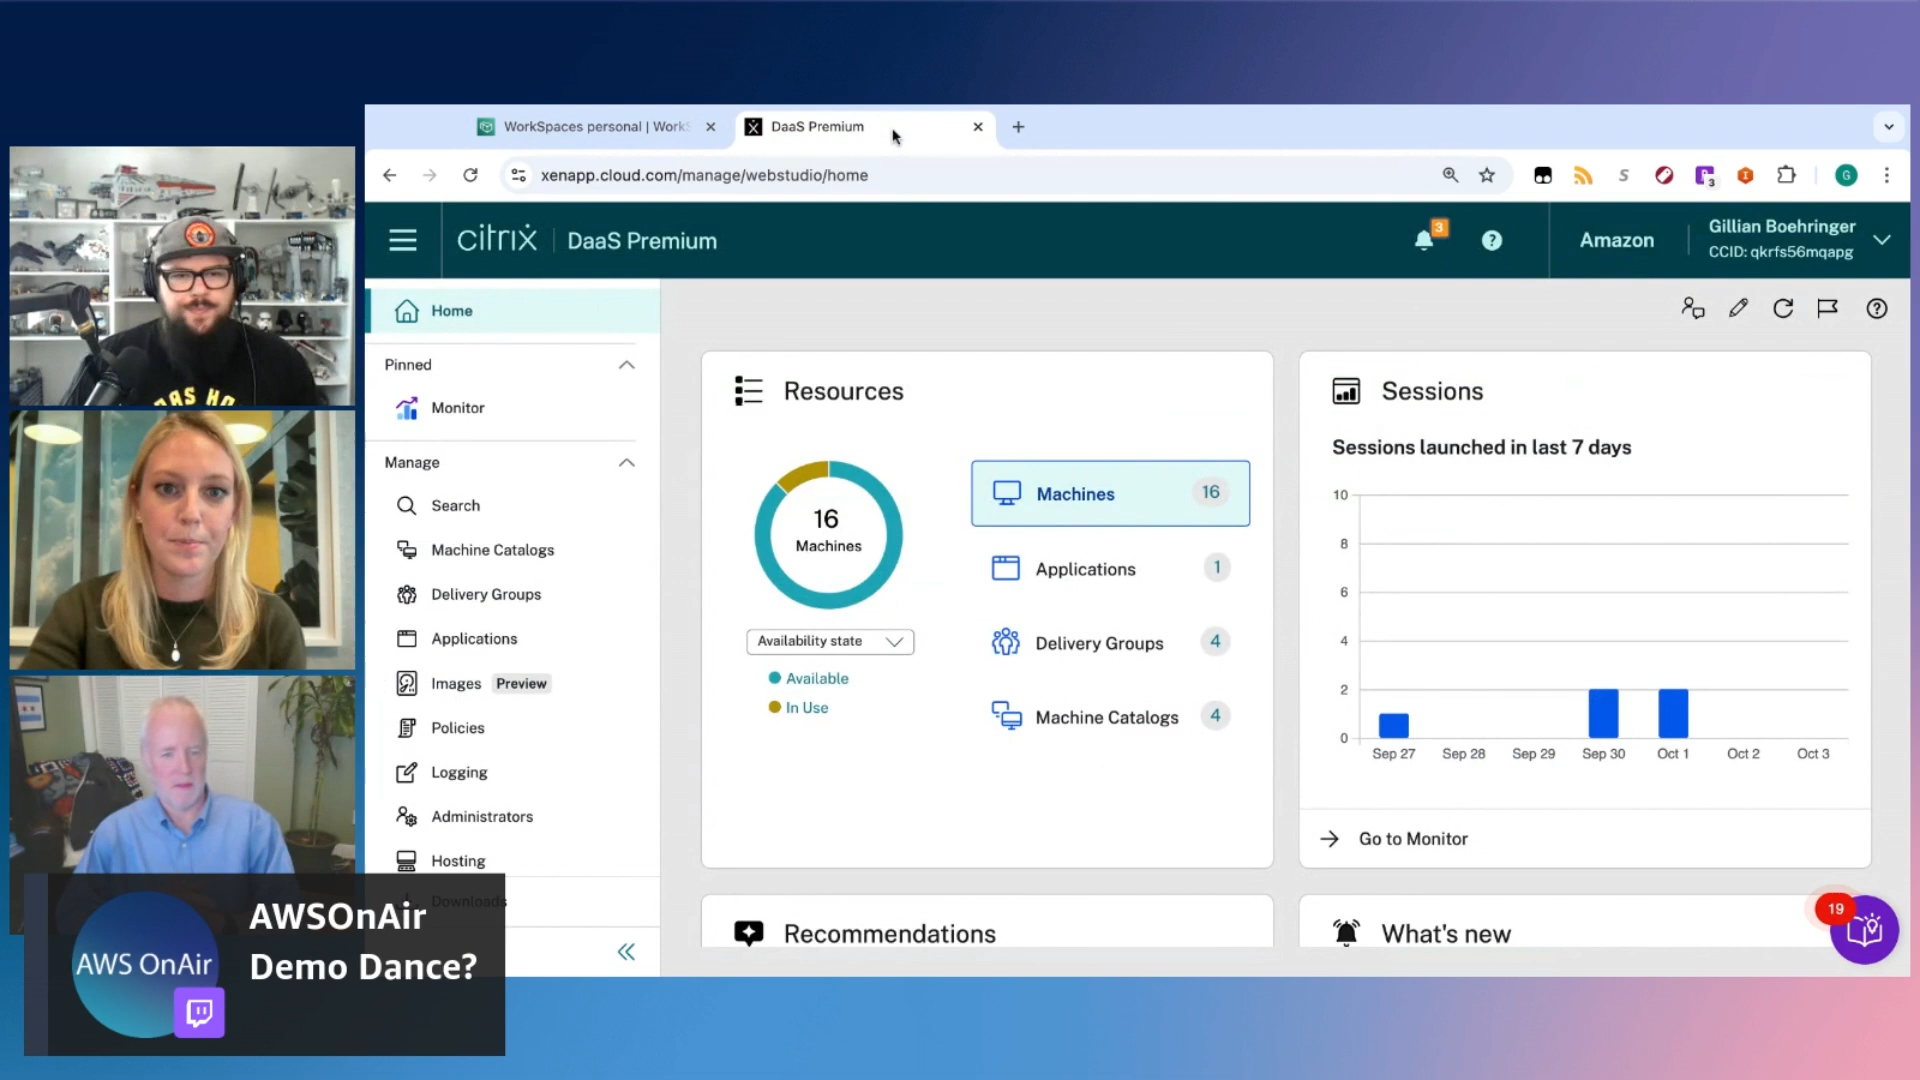 WorkSpaces personal | WorkS
DaaS Premium
xenapp.cloud.com/manage/webstudio/home
S
3
G
citrix
DaaS Premium
3
Amazon
Gillian Boehringer
CCID: qkrfs56mqapg
Home
Pinned
Monitor
Manage
Search
Machine Catalogs
Delivery Groups
Applications
Images
Preview
Policies
Logging
Administrators
Hosting
Downloads
Resources
16
Machines
Availability state
Available
In Use
Machines
16
Applications
1
Delivery Groups
4
Machine Catalogs
4
Sessions
Sessions launched in last 7 days
10
8
6
4
2
0
Sep 27
Sep 28
Sep 29
Sep 30
Oct 1
Oct 2
Oct 3
Go to Monitor
Recommendations
What's new
19
AWS OnAir
AWSOnAir
Demo Dance?